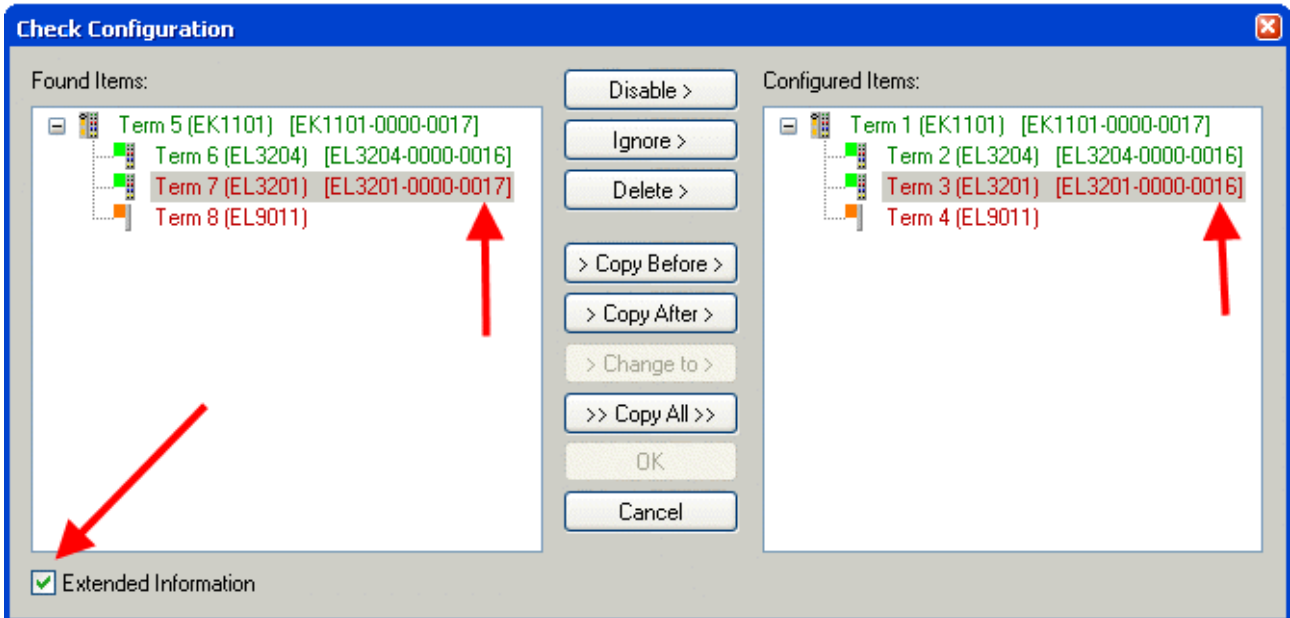 Check Configuration
Found Items:
Term 5 (EK1101) [EK1101-0000-0017]
Term 6 (EL3204) [EL3204-0000-0016]
Term 7 (EL3201) [EL3201-0000-0017]
Term 8 (EL9011)
Disable >
Ignore >
Delete >
> Copy Before >
> Copy After >
> Change to >
>> Copy All >>
OK
Cancel
Configured Items:
Term 1 (EK1101) [EK1101-0000-0017]
Term 2 (EL3204) [EL3204-0000-0016]
Term 3 (EL3201) [EL3201-0000-0016]
Term 4 (EL9011)
Extended Information